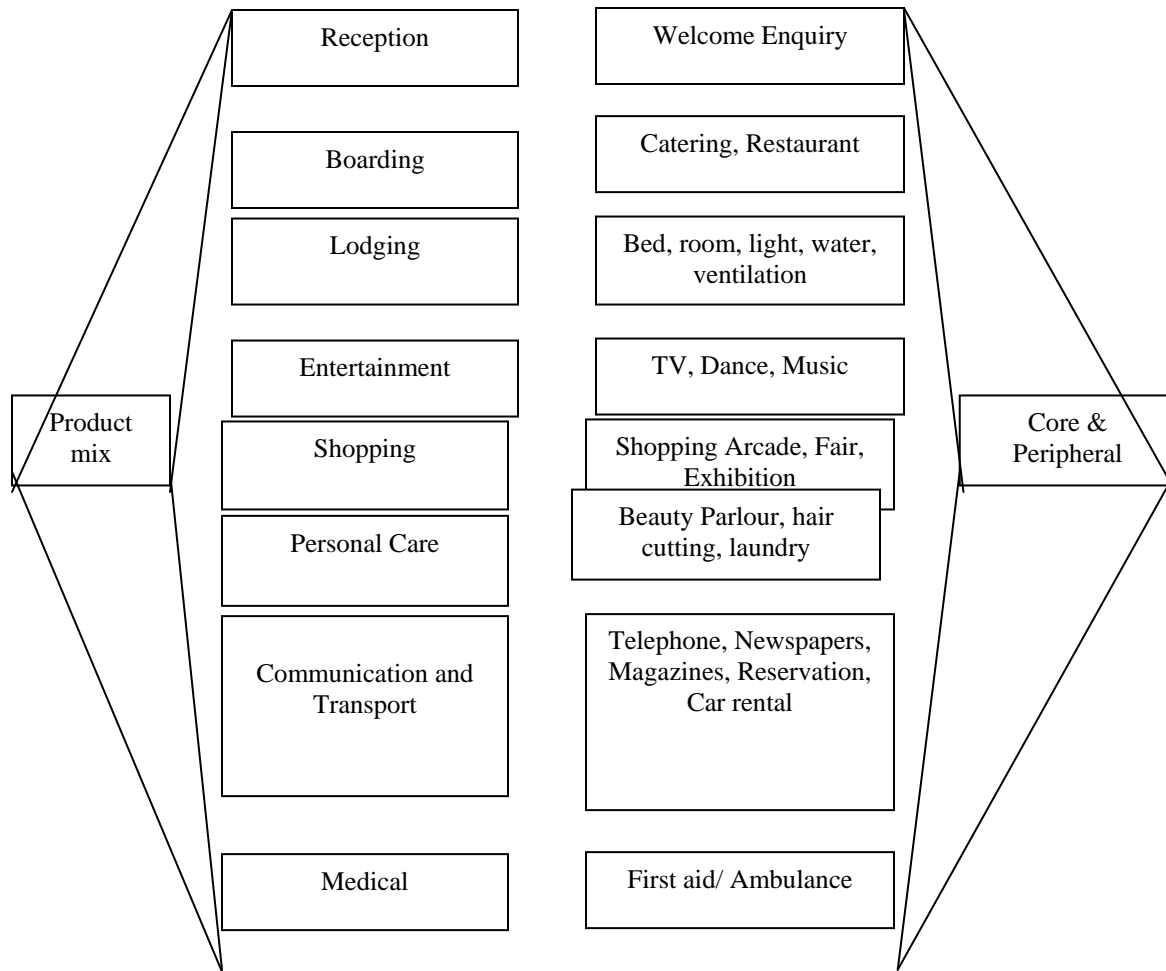 Reception
Welcome Enquiry
Boarding
Catering, Restaurant
Lodging
Bed, room, light, water,
ventilation
Entertainment
TV, Dance, Music
Product
mix
Shopping
Shopping Arcade, Fair,
Exhibition
Core &
Peripheral
Personal Care
Beauty Parlour, hair
cutting, laundry
Communication and
Transport
Telephone, Newspapers,
Magazines, Reservation,
Car rental
Medical
First aid/ Ambulance